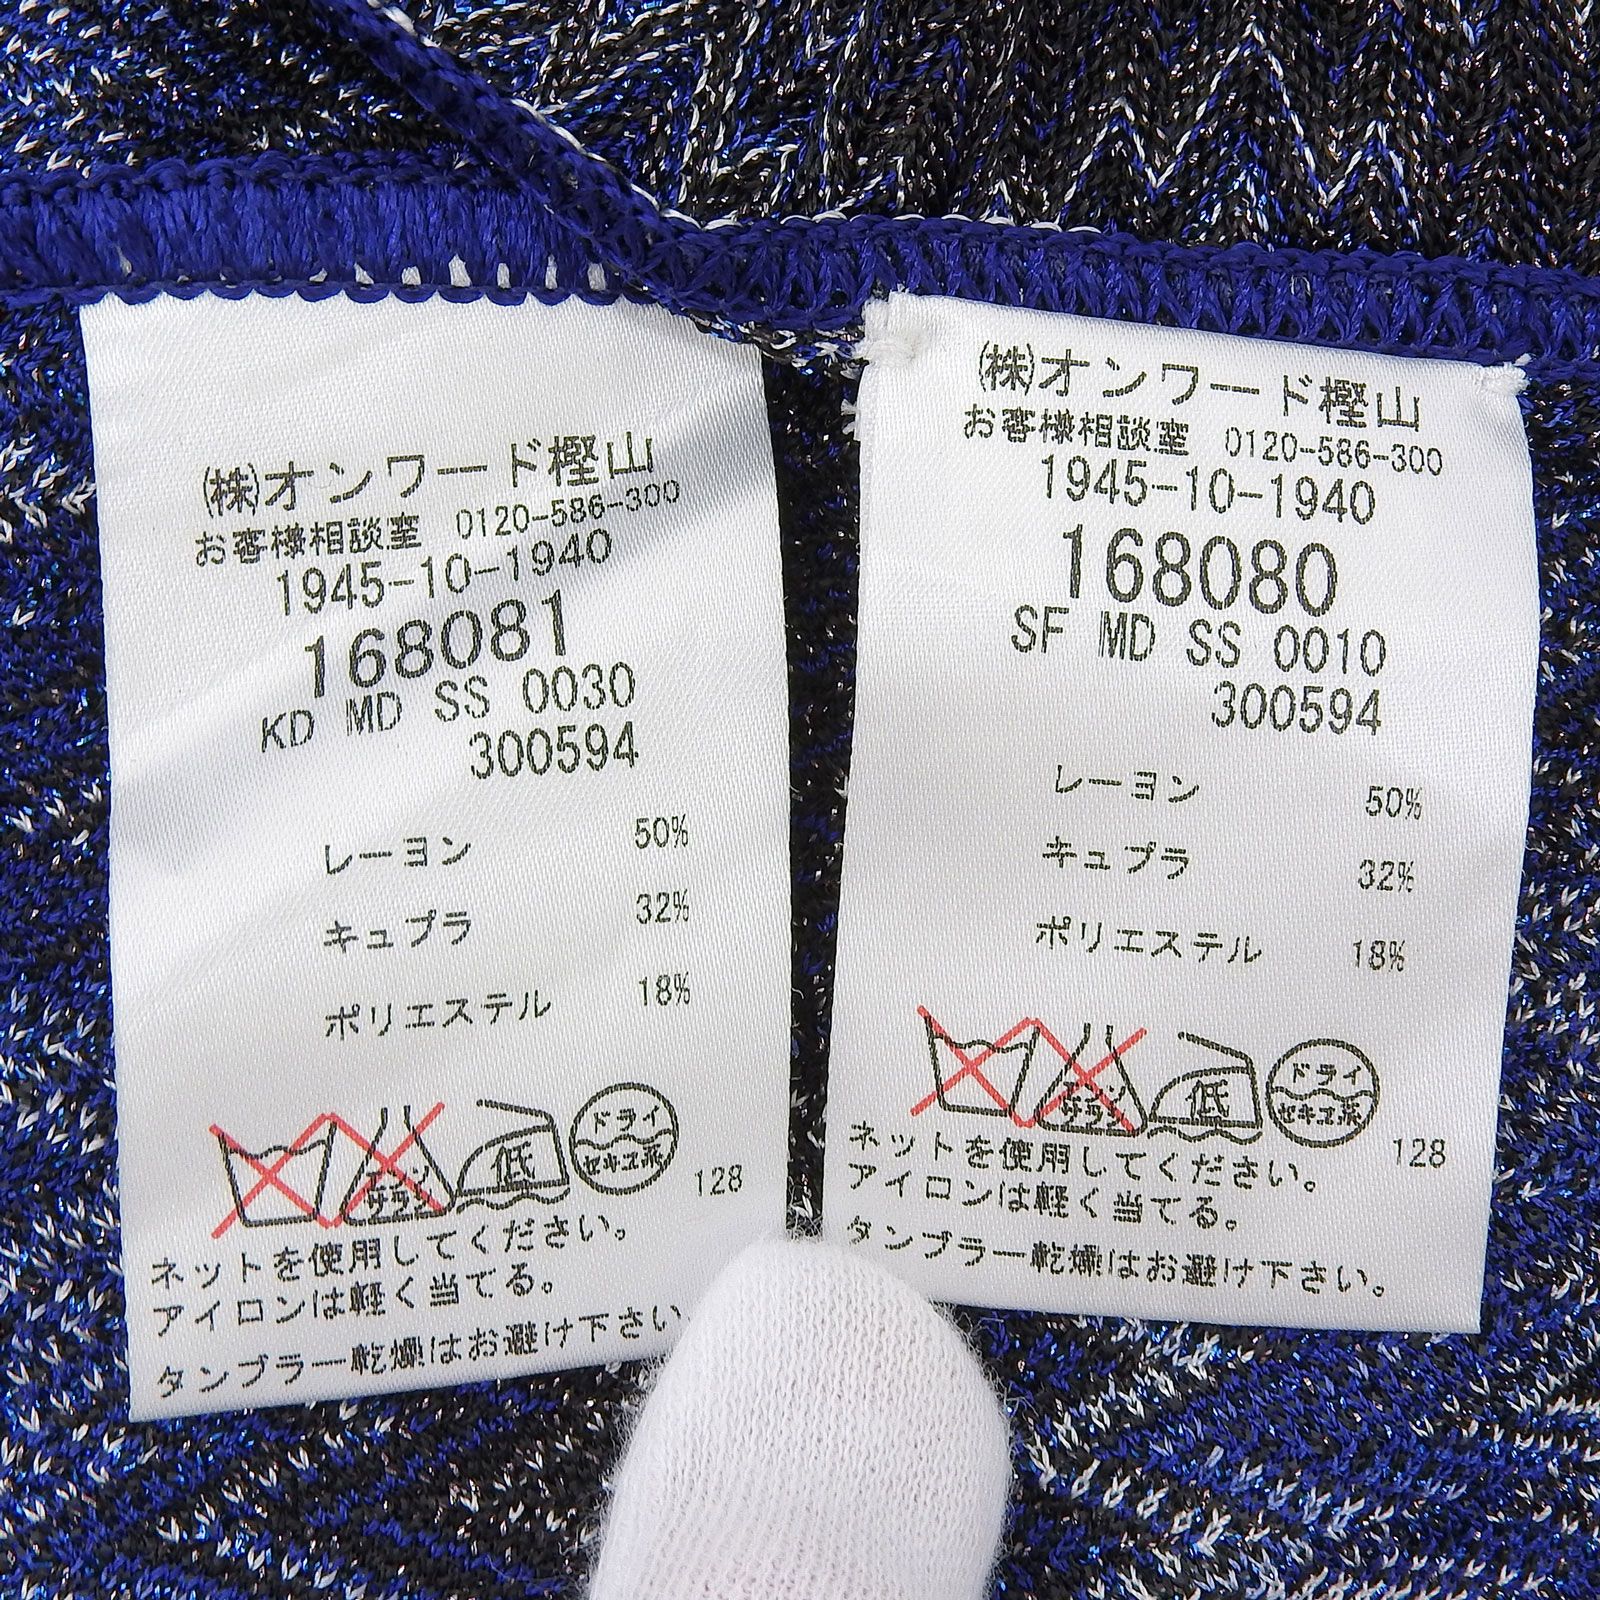 (株)オンワード樫山
お客様相談室 0120-586-300
1945-10-1940
168081
KD MD SS 0030
300594
レーヨン 50%
キュプラ 32%
ポリエステル 18%
低
ドライ
セキユ系
128
ネットを使用してください。
アイロンは軽く当てる。
タンブラー乾燥はお避け下さい
(株)オンワード樫山
お客様相談室 0120-586-300
1945-10-1940
168080
SF MD SS 0010
300594
レーヨン 50%
キュプラ 32%
ポリエステル 18%
低
ドライ
セキユ系
128
ネットを使用してください。
アイロンは軽く当てる。
タンブラー乾燥はお避け下さい。